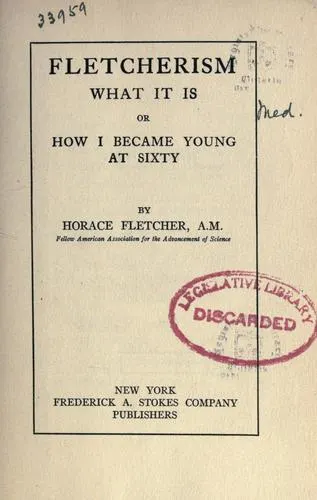 33959
FLETCHERISM
WHAT IT IS
OR
HOW I BECAME YOUNG
AT SIXTY
Med.
BY
HORACE FLETCHER, A.M.
Fellow American Association for the Advancement of Science
LEGISLATIVE LIBRARY
DISCARDED
NEW YORK
FREDERICK A. STOKES COMPANY
PUBLISHERS